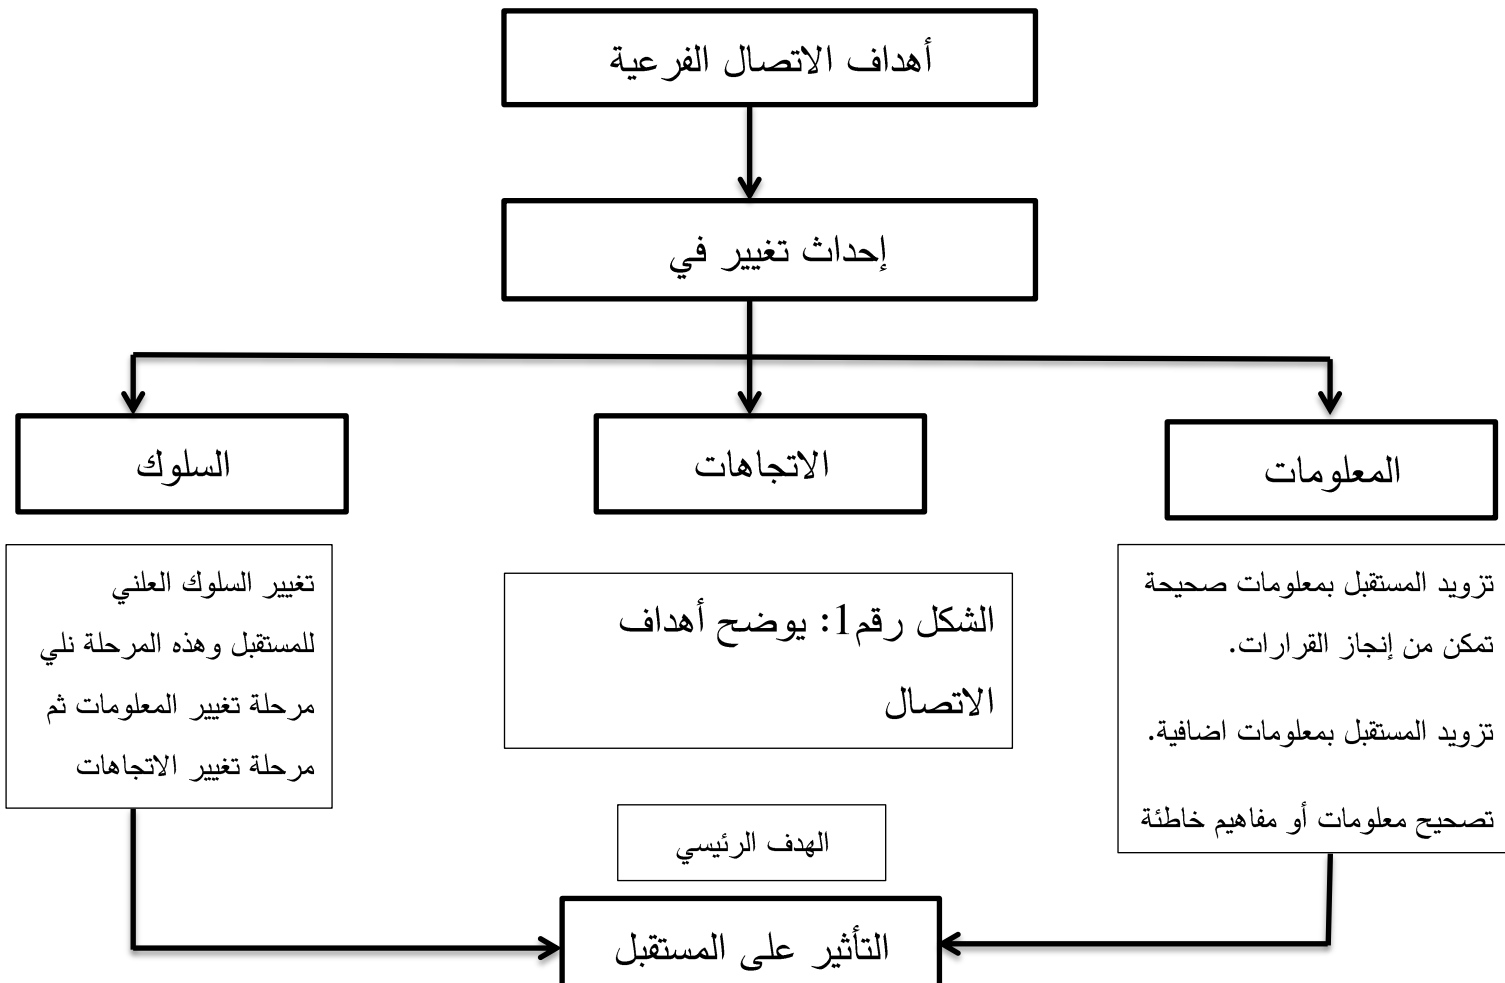 أهداف الاتصال الفرعية
إحداث تغيير في
المعلومات
الاتجاهات
السلوك
تزويد المستقبل بمعلومات صحيحة
تمكن من إنجاز القرارات.
تزويد المستقبل بمعلومات اضافية.
تصحيح معلومات أو مفاهيم خاطئة
الشكل رقم1: يوضح أهداف
الاتصال
تغيير السلوك العلني
للمستقبل وهذه المرحلة نلي
مرحلة تغيير المعلومات ثم
مرحلة تغيير الاتجاهات
الهدف الرئيسي
التأثير على المستقبل